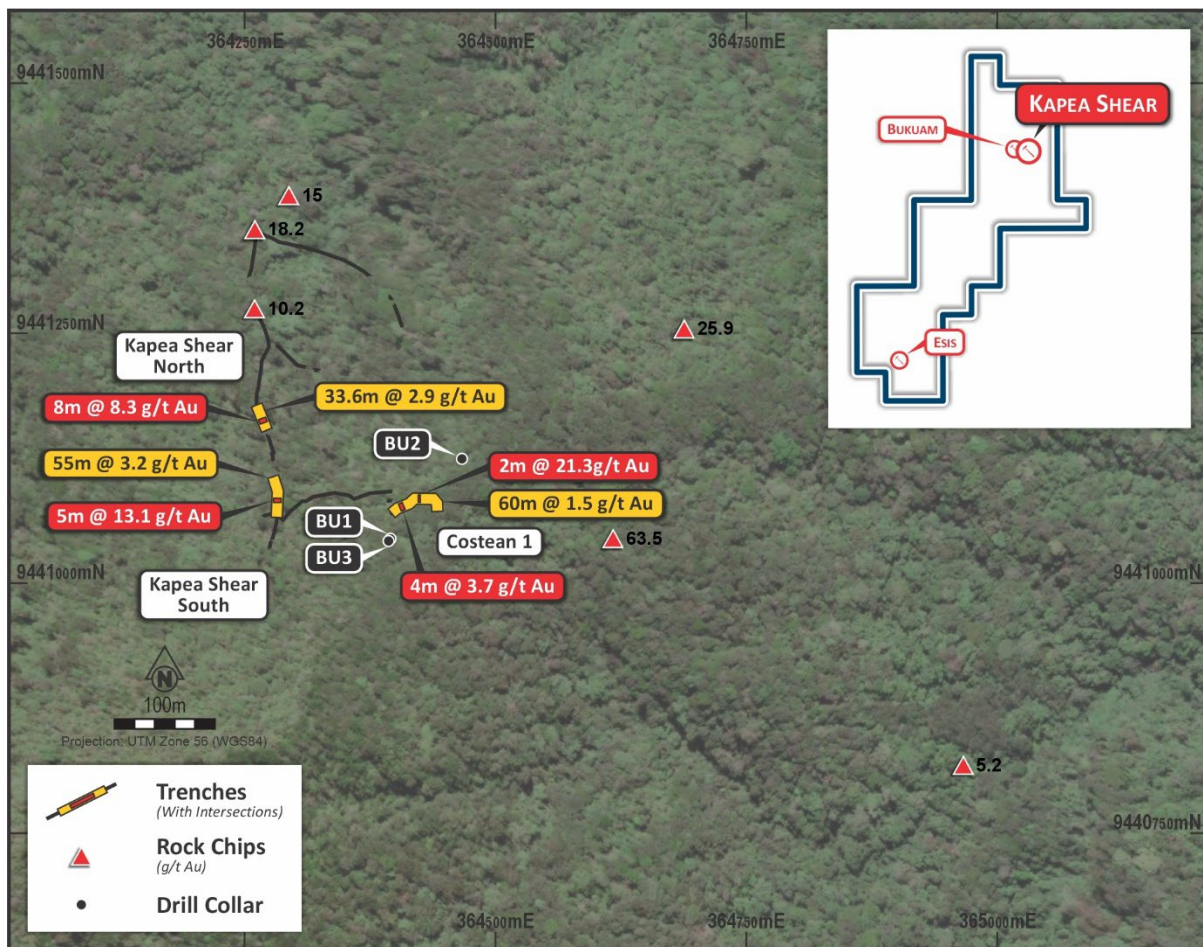 364250mE
364500mE
364750mE
9441500mN
KAPEA SHEAR
BUKUAM
ESIS
15
18.2
10.2
9441250mN
25.9
Kapea Shear
North
33.6m @ 2.9 g/t Au
8m @ 8.3 g/t Au
BU2
55m @ 3.2 g/t Au
2m @ 21.3g/t Au
60m @ 1.5 g/t Au
5m @ 13.1 g/t Au
BU1
BU3
Costean 1
63.5
9441000mN
9441000mN
4m @ 3.7 g/t Au
Kapea Shear
South
N
100m
Projection: UTM Zone 56 (WGS84)
5.2
Trenches
(With Intersections)
Rock Chips
(g/t Au)
Drill Collar
9440750mN
364500mE
364750mE
365000mE